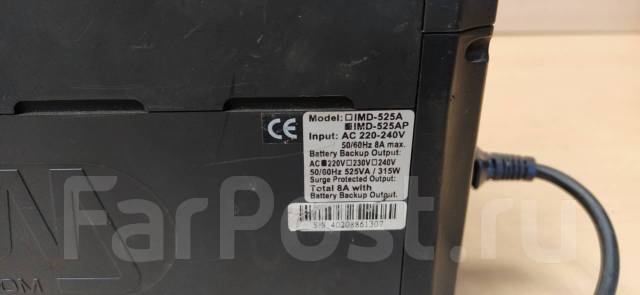 CE
Model: □IMD-525A
■IMD-525AP
Input: AC 220-240V
50/60Hz 8A max.
Battery Backup Output:
AC ■220V□230V□240V
50/60Hz 525VA / 315W
Surge Protected Output:
Total 8A with
Battery Backup Output.
S/N 40208861307
OM
FarPost.ru